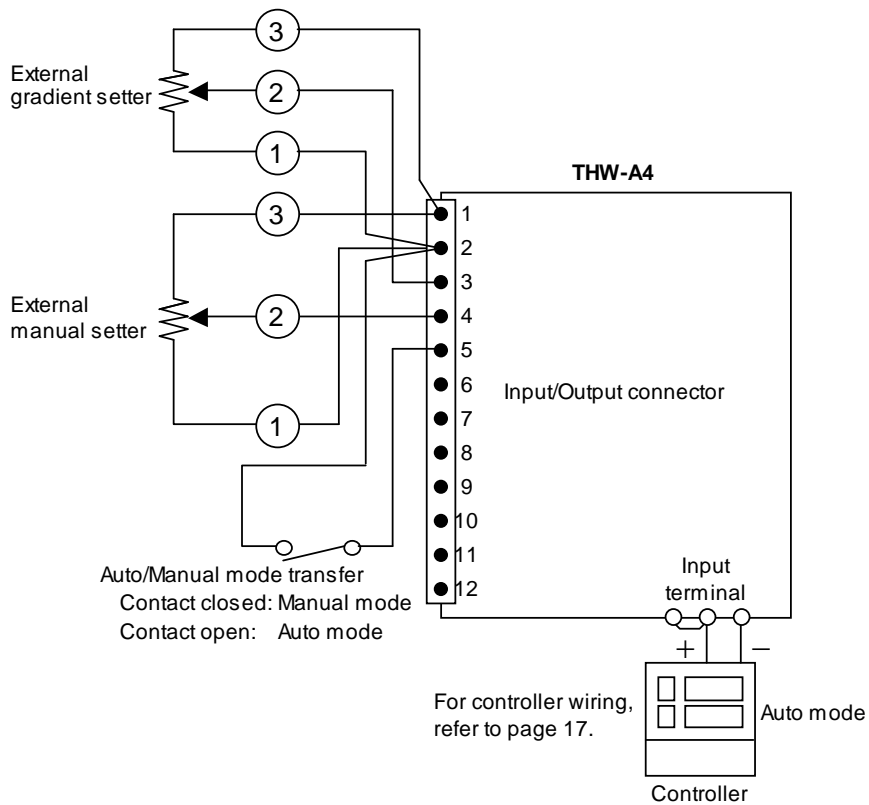 3
External
gradient setter
2
1
THW-A4
3
1
2
3
External
manual setter
2
4
5
6
Input/Output connector
7
1
8
9
10
11
12
Auto/Manual mode transfer
Contact closed: Manual mode
Contact open: Auto mode
Input
terminal
+ −
For controller wiring,
refer to page 17.
Auto mode
Controller